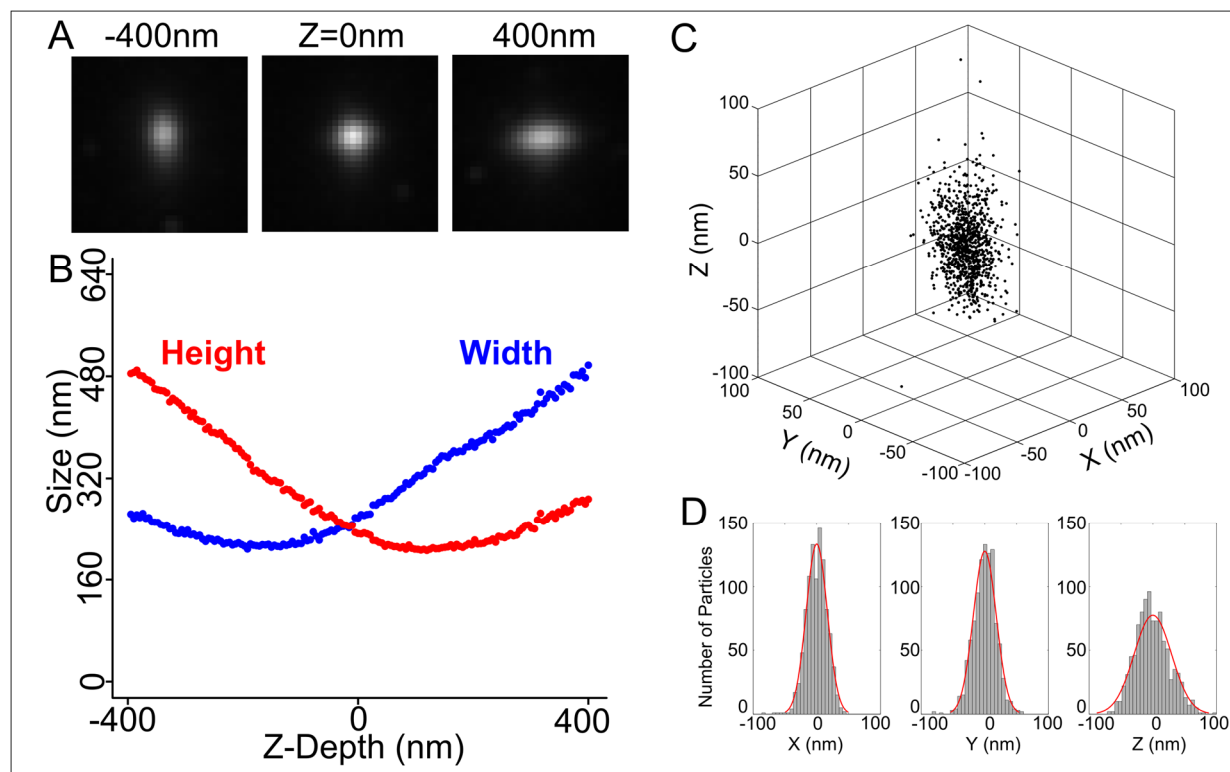 A
-400nm
Z=0nm
400nm
B
Height
Width
Size (nm)
640
480
320
160
0
-400
0
400
Z-Depth (nm)
C
Z (nm)
100
50
0
-50
-100
100
50
0
-50
-100
Y (nm)
-100
-50
0
50
100
X (nm)
D
Number of Particles
150
100
50
0
-100
0
100
X (nm)
150
100
50
0
-100
0
100
Y (nm)
150
100
50
0
-100
0
100
Z (nm)